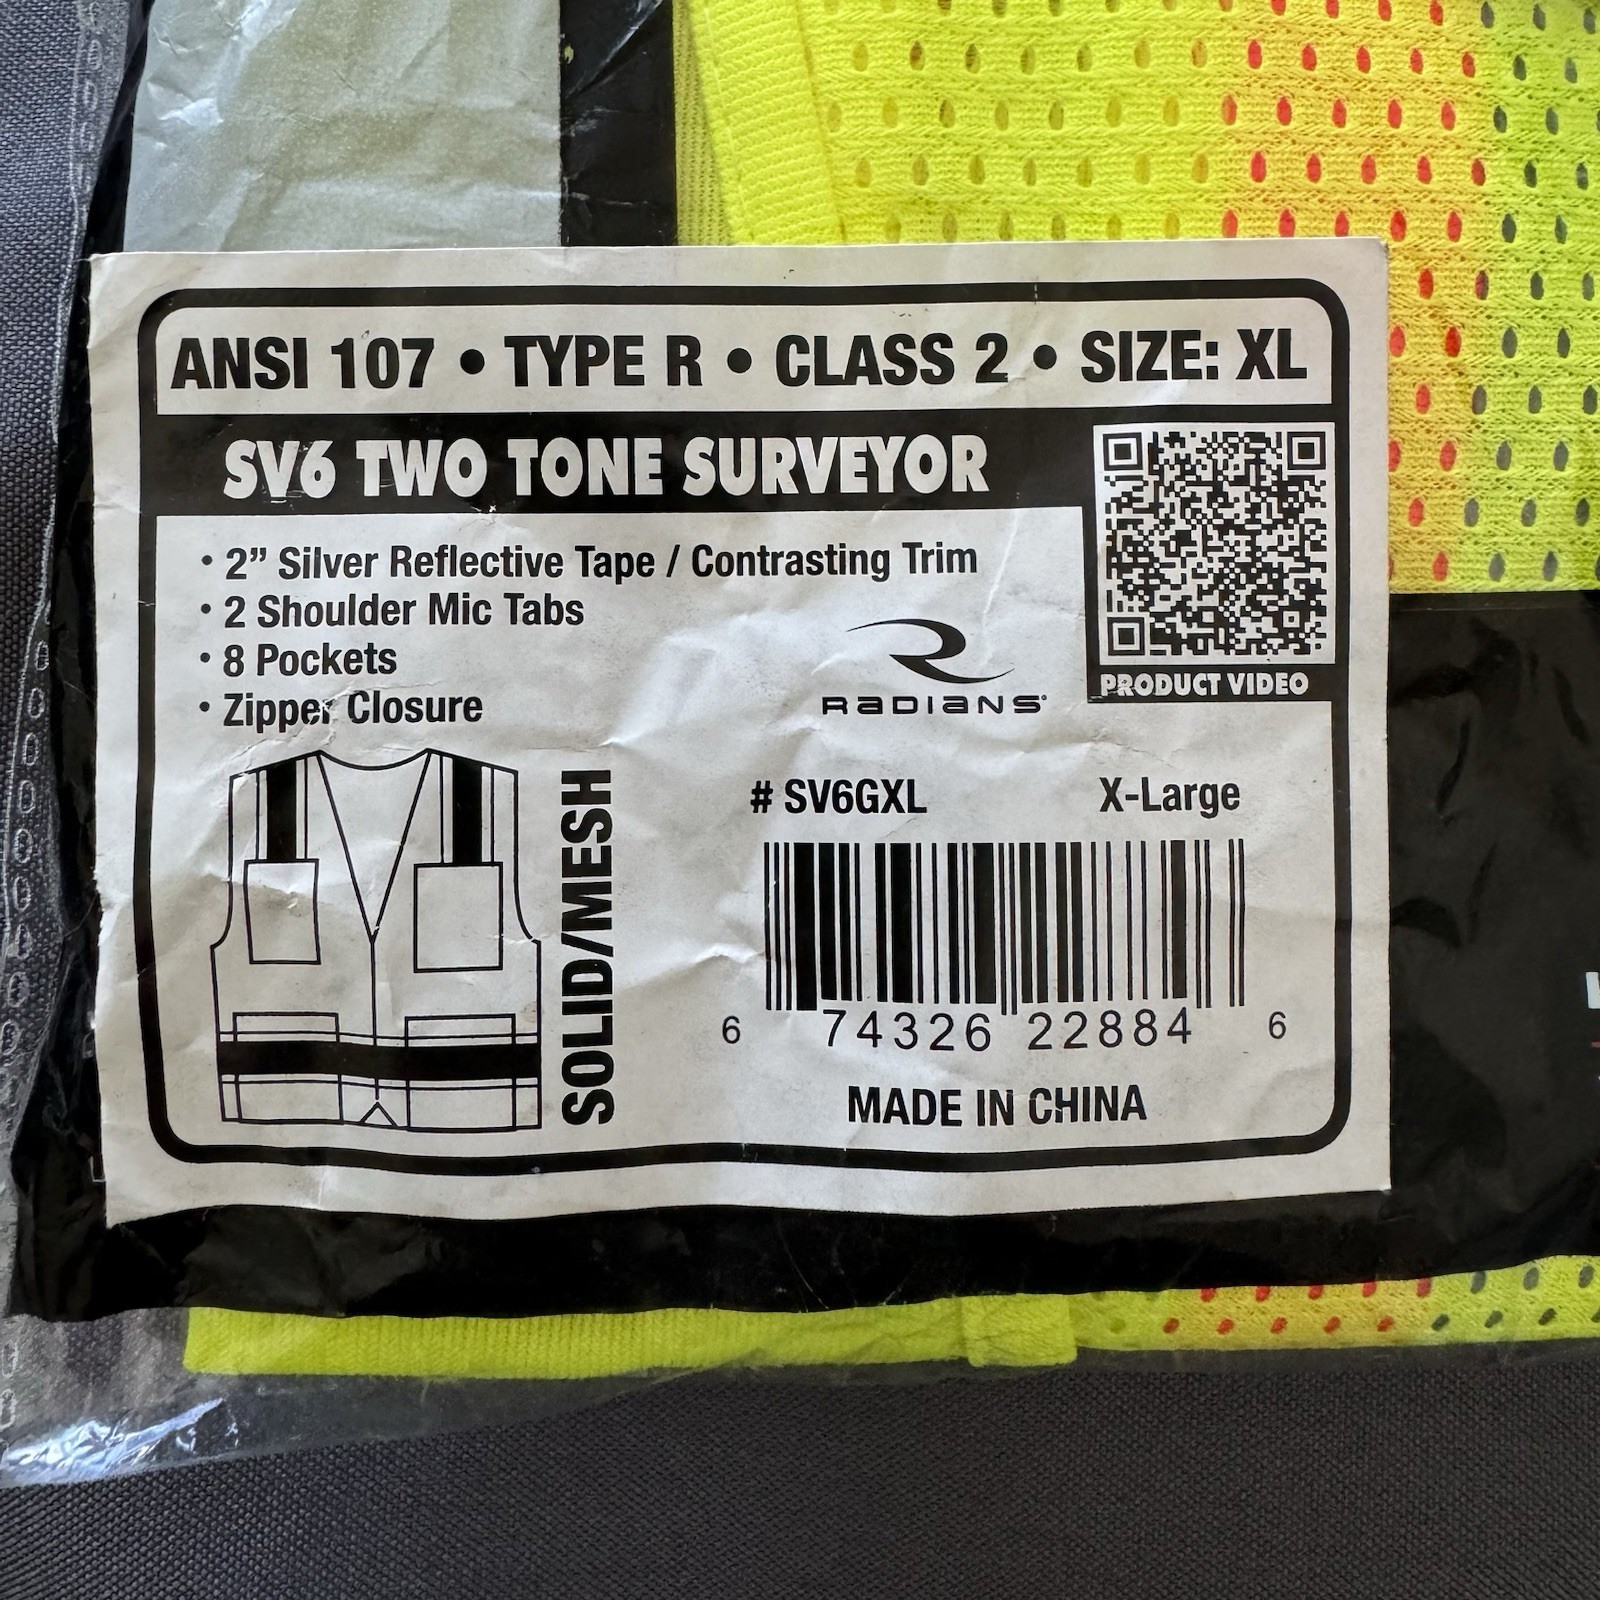 ANSI 107 • TYPE R • CLASS 2 • SIZE: XL
SV6 TWO TONE SURVEYOR
• 2” Silver Reflective Tape / Contrasting Trim
• 2 Shoulder Mic Tabs
• 8 Pockets
• Zipper Closure
RADIANS
PRODUCT VIDEO
SOLID/MESH
# SV6GXL X-Large
6 74326 22884 6
MADE IN CHINA